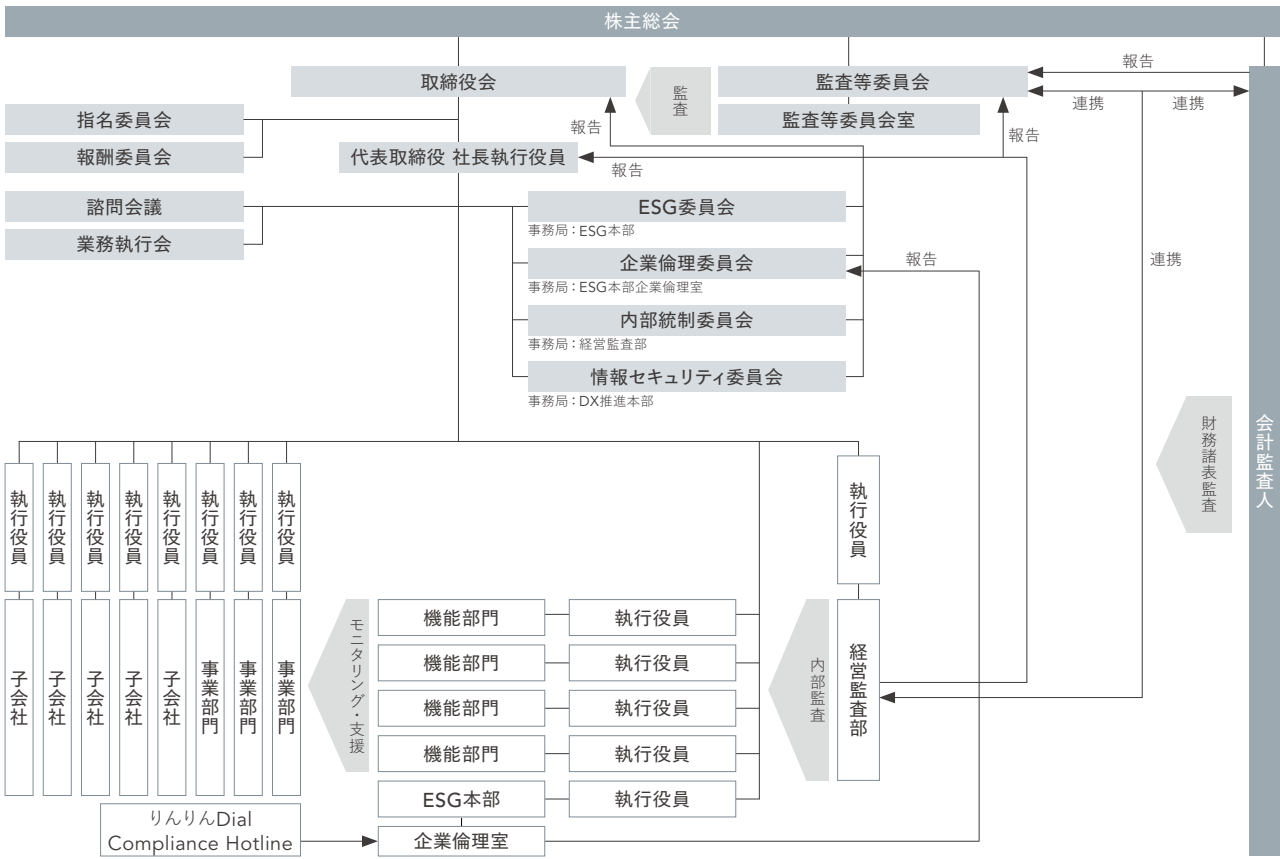 株主総会
取締役会
監査
監査等委員会
報告
連携
連携
監査等委員会室
指名委員会
報酬委員会
報告
報告
代表取締役 社長執行役員
報告
諮問会議
業務執行会
ESG委員会
事務局：ESG本部
企業倫理委員会
事務局：ESG本部企業倫理室
報告
連携
内部統制委員会
事務局：経営監査部
情報セキュリティ委員会
事務局：DX推進本部
財務諸表監査
会計監査人
執行役員
執行役員
執行役員
執行役員
執行役員
執行役員
執行役員
執行役員
執行役員
子会社
子会社
子会社
子会社
子会社
事業部門
事業部門
事業部門
モニタリング・支援
機能部門
執行役員
機能部門
執行役員
機能部門
執行役員
機能部門
執行役員
ESG本部
執行役員
内部監査
経営監査部
りんりんDial
Compliance Hotline
企業倫理室